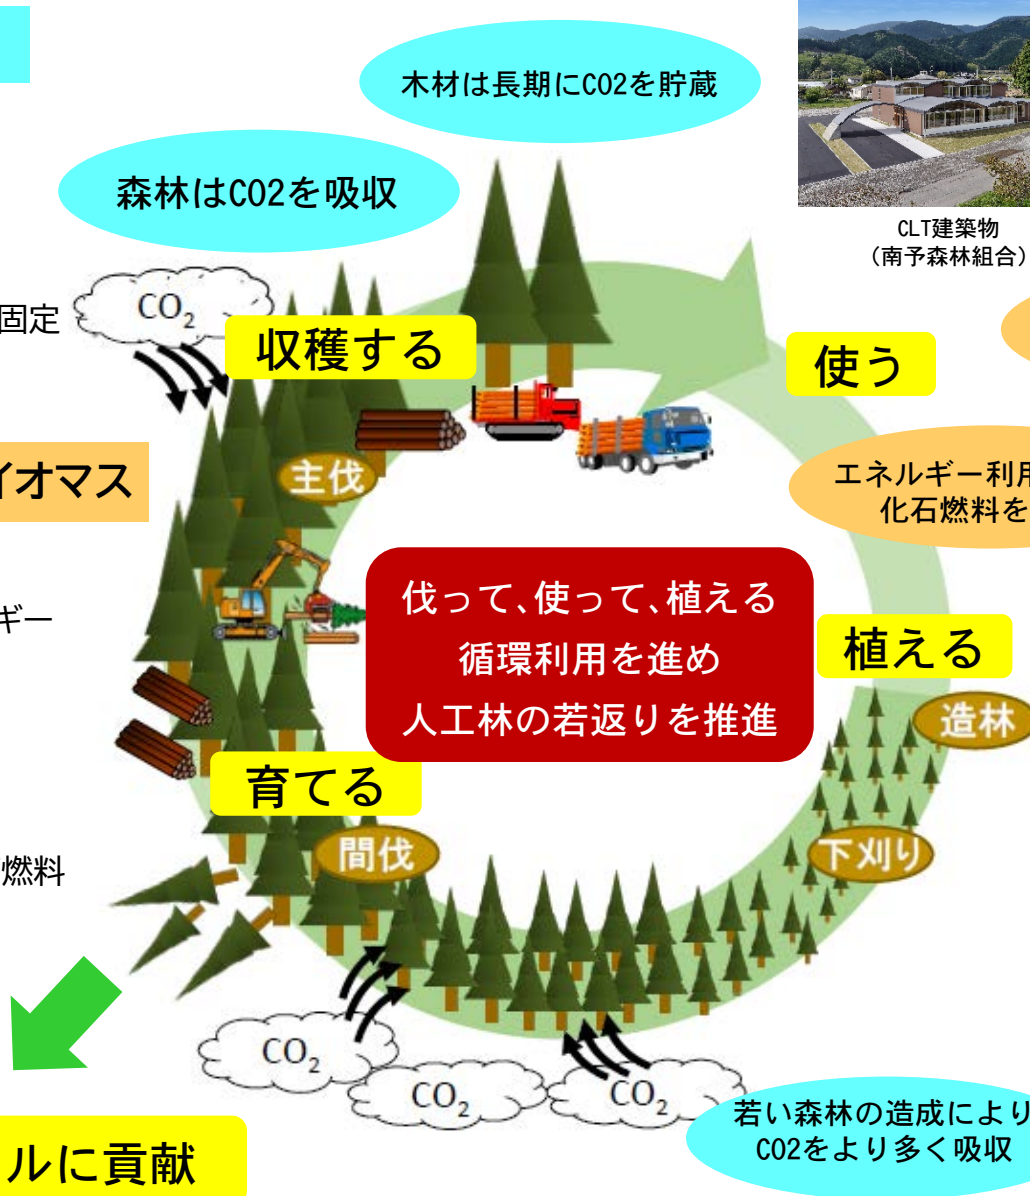 木材は長期にCO2を貯蔵
森林はCO2を吸収
CLT建築物
(南予森林組合)
CO2
固定
収穫する
使う
主伐
イオマス
エネルギー利用
化石燃料を
伐って、使って、植える
循環利用を進め
人工林の若返りを推進
ギー
植える
造林
育てる
間伐
下刈り
燃料
CO2
CO2
CO2
若い森林の造成により
CO2をより多く吸収
ルに貢献